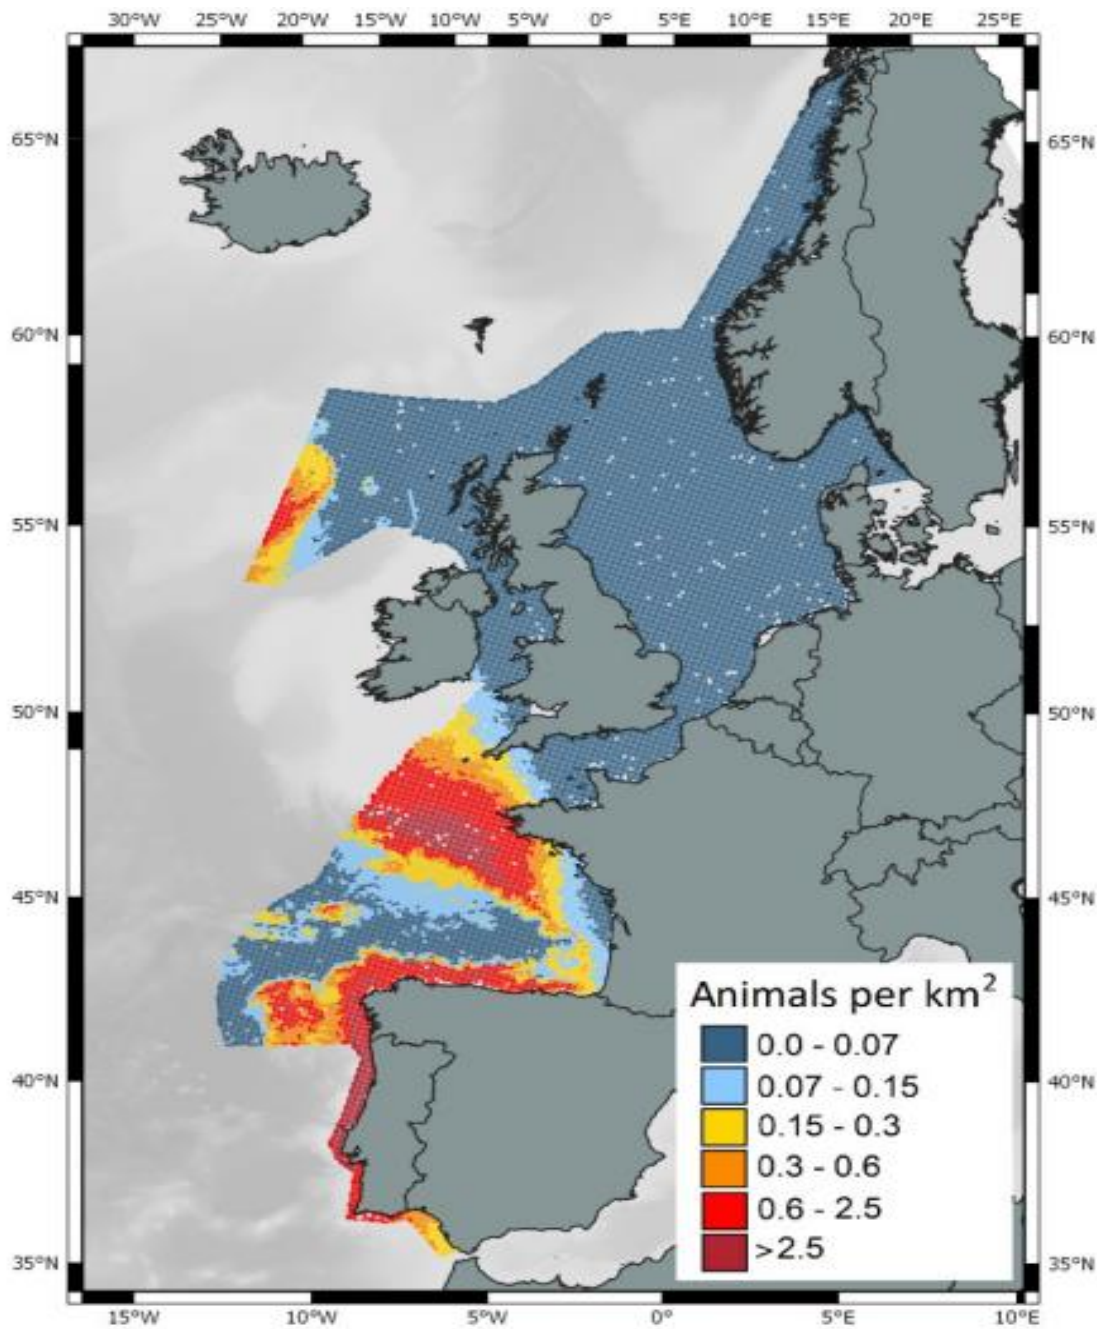 30°W 25°W 20°W 15°W 10°W 5°W 0° 5°E 10°E 15°E 20°E 25°E
65°N 65°N
60°N 60°N
55°N 55°N
50°N 50°N
45°N 45°N
40°N 40°N
35°N 35°N
Animals per km²
0.0 - 0.07
0.07 - 0.15
0.15 - 0.3
0.3 - 0.6
0.6 - 2.5
>2.5
15°W 10°W 5°W 0° 5°E 10°E